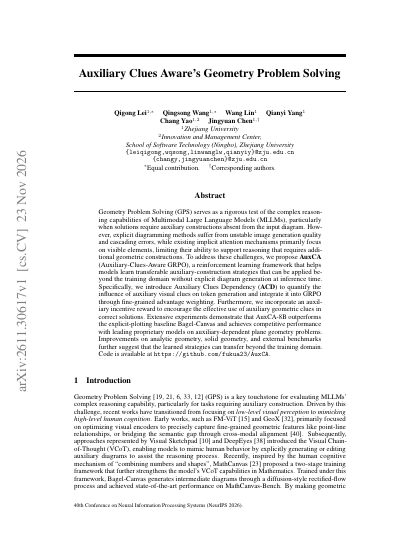 Auxiliary Clues Aware's Geometry Problem Solving
Qigong Lei1,* Qingsong Wang1,* Wang Lin1 Qianyi Yang1
Chang Yao1,2 Jingyuan Chen1,†
1Zhejiang University
2Innovation and Management Center,
School of Software Technology (Ningbo), Zhejiang University
{leiqigong,wqsong,linwanglw,qianyiy}@zju.edu.cn
{changy,jingyuanchen}@zju.edu.cn
*Equal contribution. †Corresponding authors.
Abstract
Geometry Problem Solving (GPS) serves as a rigorous test of the complex reason-
ing capabilities of Multimodal Large Language Models (MLLMs), particularly
when solutions require auxiliary constructions absent from the input diagram. How-
ever, explicit diagramming methods suffer from unstable image generation quality
and cascading errors, while existing implicit attention mechanisms primarily focus
on visible elements, limiting their ability to support reasoning that requires addi-
tional geometric constructions. To address these challenges, we propose AuxCA
(Auxiliary-Clues-Aware GRPO), a reinforcement learning framework that helps
models learn transferable auxiliary-construction strategies that can be applied be-
yond the training domain without explicit diagram generation at inference time.
Specifically, we introduce Auxiliary Clues Dependency (ACD) to quantify the
influence of auxiliary visual clues on token generation and integrate it into GRPO
through fine-grained advantage weighting. Furthermore, we incorporate an auxil-
iary incentive reward to encourage the effective use of auxiliary geometric clues in
correct solutions. Extensive experiments demonstrate that AuxCA-8B outperforms
the explicit-plotting baseline Bagel-Canvas and achieves competitive performance
with leading proprietary models on auxiliary-dependent plane geometry problems.
Improvements on analytic geometry, solid geometry, and external benchmarks
further suggest that the learned strategies can transfer beyond the training domain.
Code is available at https://github.com/fukua23/AuxCA.
1 Introduction
Geometry Problem Solving [19, 21, 6, 33, 12] (GPS) is a key touchstone for evaluating MLLMs'
complex reasoning capability, particularly for tasks requiring auxiliary construction. Driven by this
challenge, recent works have transitioned from focusing on low-level visual perception to mimicking
high-level human cognition. Early works, such as FM-ViT [15] and GeoX [32], primarily focused
on optimizing visual encoders to precisely capture fine-grained geometric features like point-line
relationships, or bridging the semantic gap through cross-modal alignment [40]. Subsequently,
approaches represented by Visual Sketchpad [10] and DeepEyes [38] introduced the Visual Chain-
of-Thought (VCoT), enabling models to mimic human behavior by explicitly generating or editing
auxiliary diagrams to assist the reasoning process. Recently, inspired by the human cognitive
mechanism of "combining numbers and shapes", MathCanvas [23] proposed a two-stage training
framework that further strengthens the model's VCoT capabilities in Mathematics. Trained under this
framework, Bagel-Canvas generates intermediate diagrams through a diffusion-style rectified-flow
process and achieved state-of-the-art performance on MathCanvas-Bench. By making geometric
40th Conference on Neural Information Processing Systems (NeurIPS 2026).
arXiv:2611.30617v1 [cs.CV] 23 Nov 2026